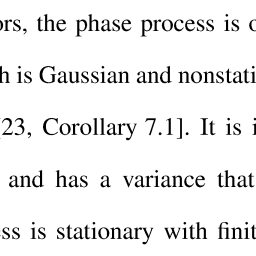 ors, the phase process is
h is Gaussian and nonstati
[23, Corollary 7.1]. It is
and has a variance that
ss is stationary with finit